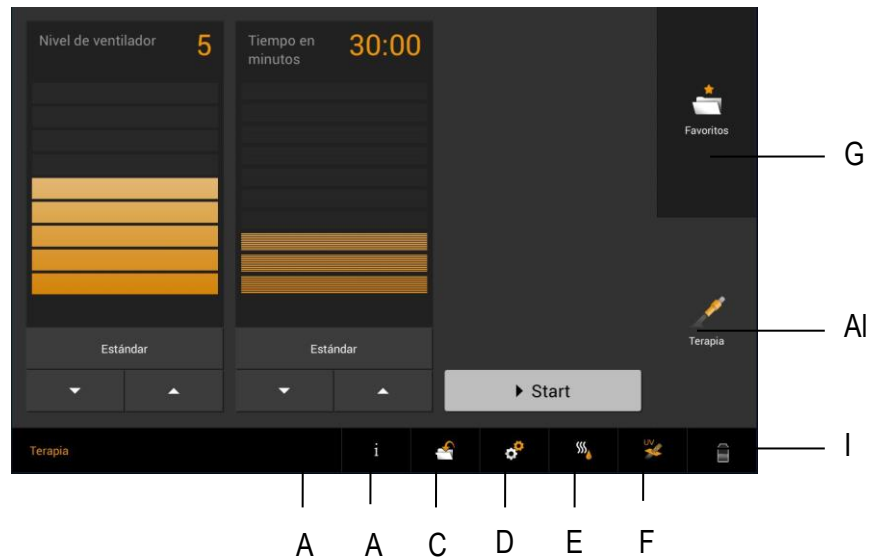 Nivel de ventilador 5
Tiempo en minutos 30:00
Favoritos
G
Terapia
Al
Estándar
Estándar
Start
Terapia
i
UV
I
A A C D E F